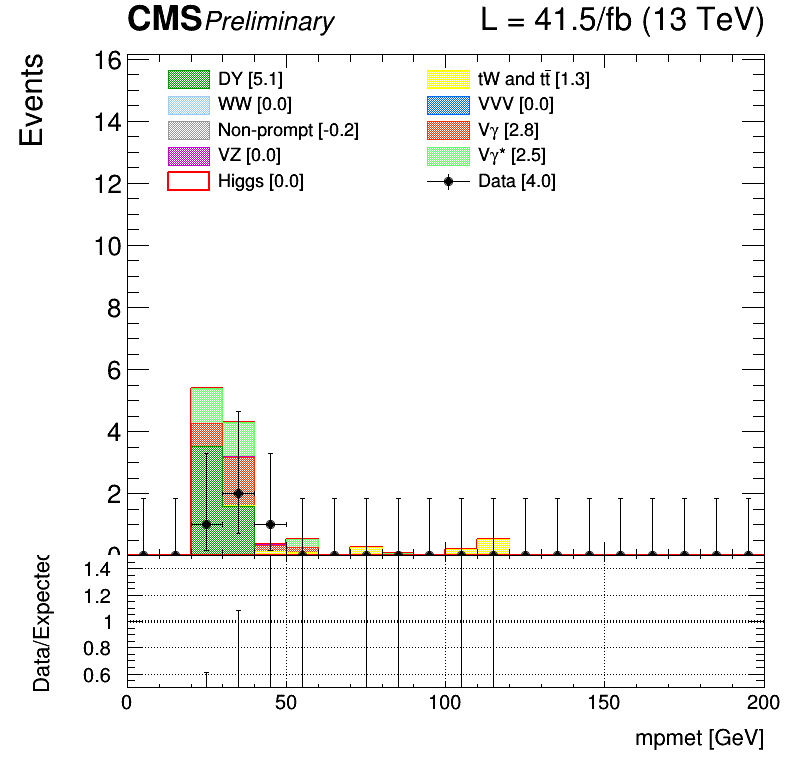 CMS Preliminary L = 41.5/fb (13 TeV)
Events
16
14
12
10
8
6
4
2
0
DY [5.1]
WW [0.0]
Non-prompt [-0.2]
VZ [0.0]
Higgs [0.0]
tW and tt̄ [1.3]
VVV [0.0]
Vγ [2.8]
Vγ* [2.5]
Data [4.0]
Data/Expected
1.4
1.2
1
0.8
0.6
0 50 100 150 200
mpmet [GeV]